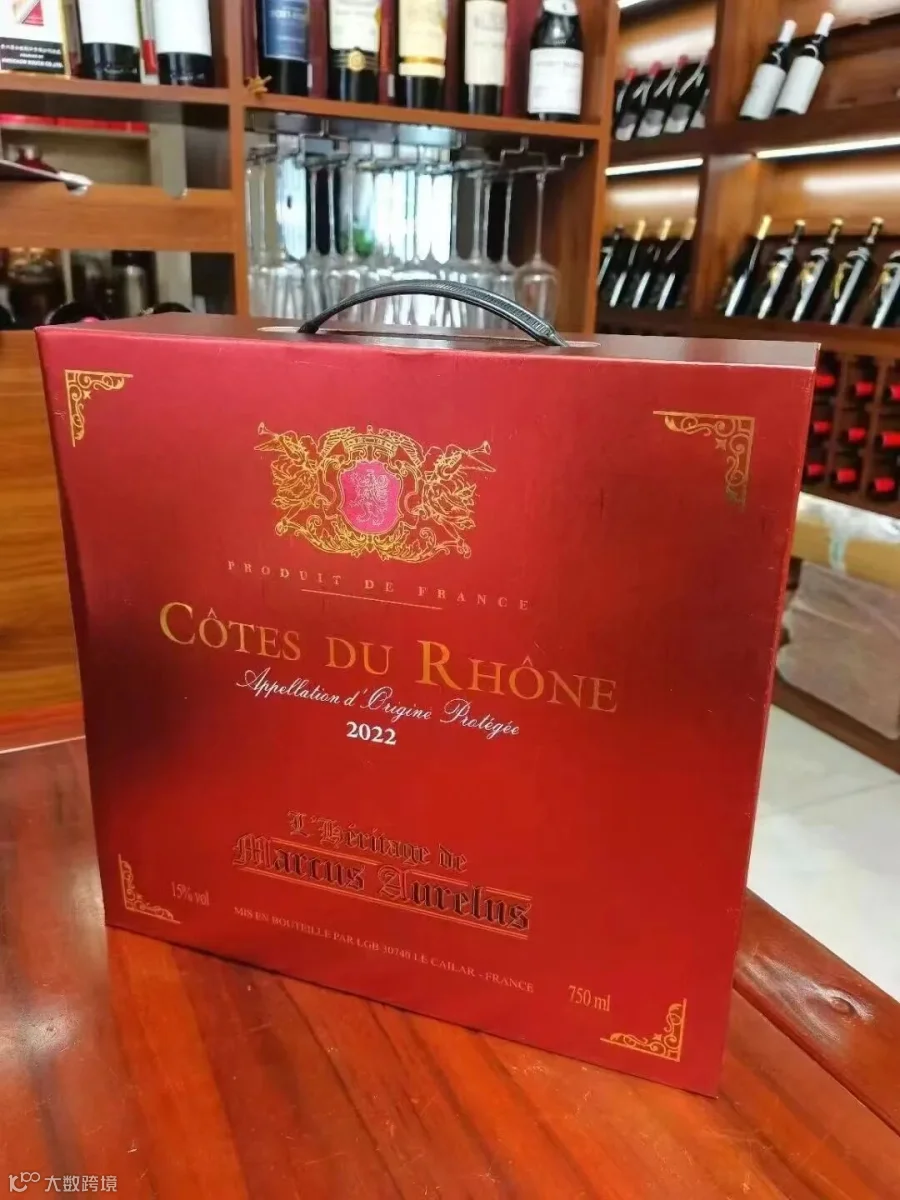 PRODUIT DE FRANCE
CÔTES DU RHÔNE
Appellation d'Origine Protégée
2022
L'Héritage de
Marcus Aurelus
15% vol
MIS EN BOUTEILLE PAR LGB 30740 LE CAILAR - FRANCE
750 ml
大数跨境